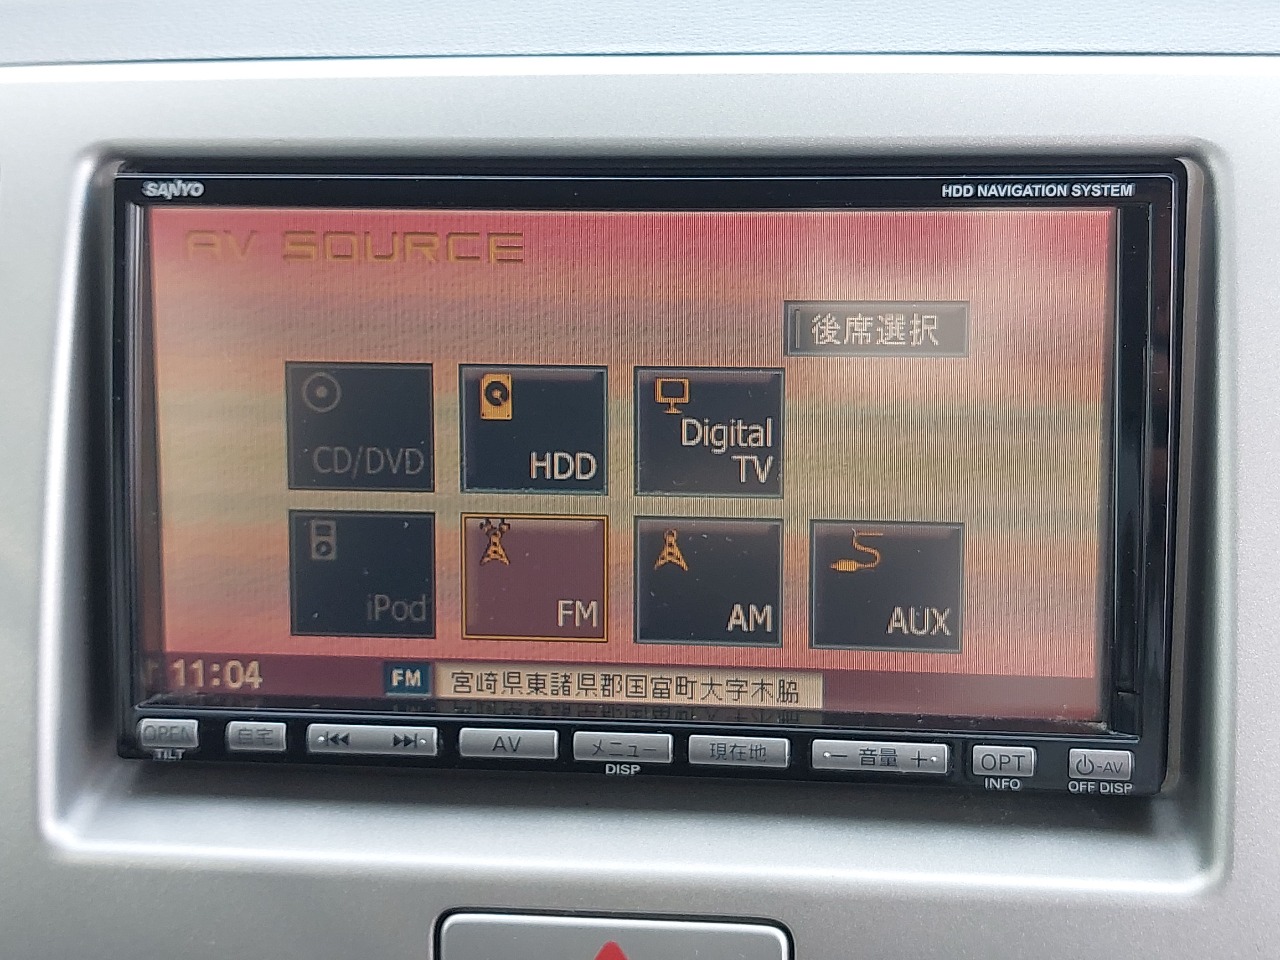 SANYO
HDD NAVIGATION SYSTEM
AV SOURCE
後席選択
CD/DVD
HDD
Digital
TV
iPod
FM
AM
AUX
11:04
FM
宮崎県東諸県郡国富町大字木脇
OPEN
自宅
AV
メニュー
現在地
− 音量 +
OPT
-AV
TILT
DISP
INFO
OFF DISP